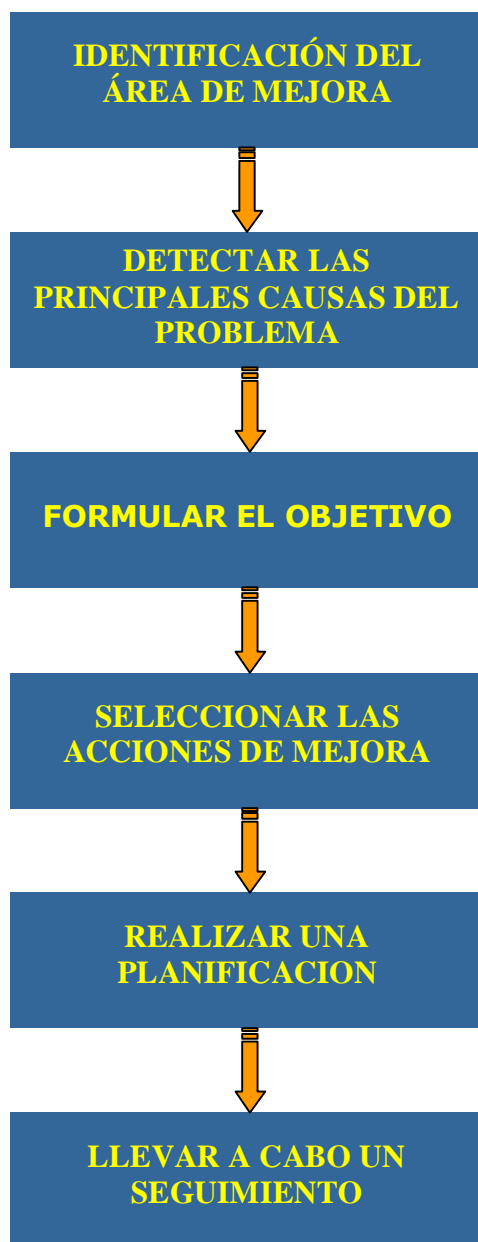 IDENTIFICACIÓN DEL
ÁREA DE MEJORA
DETECTAR LAS
PRINCIPALES CAUSAS DEL
PROBLEMA
FORMULAR EL OBJETIVO
SELECCIONAR LAS
ACCIONES DE MEJORA
REALIZAR UNA
PLANIFICACION
LLEVAR A CABO UN
SEGUIMIENTO